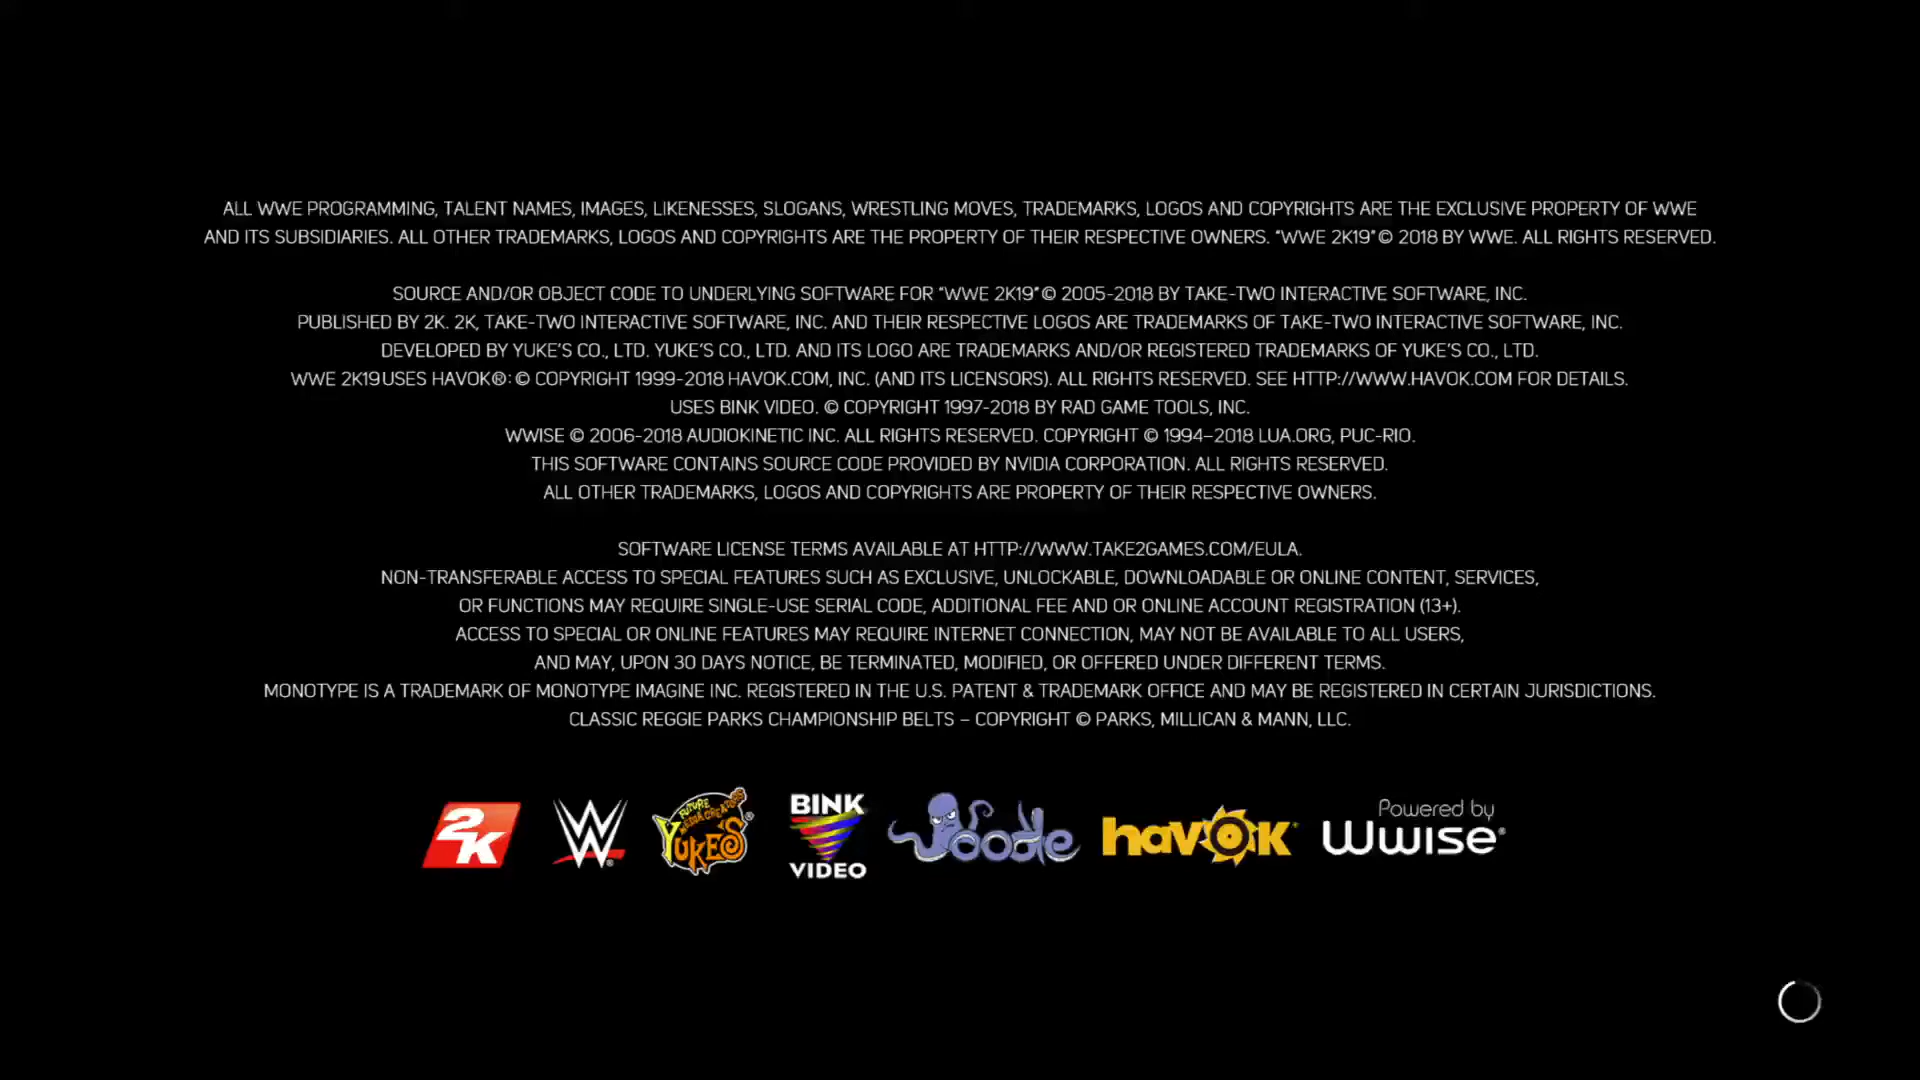 ALL WWE PROGRAMMING, TALENT NAMES, IMAGES, LIKENESSES, SLOGANS, WRESTLING MOVES, TRADEMARKS, LOGOS AND COPYRIGHTS ARE THE EXCLUSIVE PROPERTY OF WWE
AND ITS SUBSIDIARIES. ALL OTHER TRADEMARKS, LOGOS AND COPYRIGHTS ARE THE PROPERTY OF THEIR RESPECTIVE OWNERS. “WWE 2K19” © 2018 BY WWE. ALL RIGHTS RESERVED.
SOURCE AND/OR OBJECT CODE TO UNDERLYING SOFTWARE FOR “WWE 2K19” © 2005-2018 BY TAKE-TWO INTERACTIVE SOFTWARE, INC.
PUBLISHED BY 2K. 2K, TAKE-TWO INTERACTIVE SOFTWARE, INC. AND THEIR RESPECTIVE LOGOS ARE TRADEMARKS OF TAKE-TWO INTERACTIVE SOFTWARE, INC.
DEVELOPED BY YUKE’S CO., LTD. YUKE’S CO., LTD. AND ITS LOGO ARE TRADEMARKS AND/OR REGISTERED TRADEMARKS OF YUKE’S CO., LTD.
WWE 2K19 USES HAVOK®: © COPYRIGHT 1999-2018 HAVOK.COM, INC. (AND ITS LICENSORS). ALL RIGHTS RESERVED. SEE HTTP://WWW.HAVOK.COM FOR DETAILS.
USES BINK VIDEO. © COPYRIGHT 1997-2018 BY RAD GAME TOOLS, INC.
WWISE © 2006-2018 AUDIOKINETIC INC. ALL RIGHTS RESERVED. COPYRIGHT © 1994–2018 LUA.ORG, PUC-RIO.
THIS SOFTWARE CONTAINS SOURCE CODE PROVIDED BY NVIDIA CORPORATION. ALL RIGHTS RESERVED.
ALL OTHER TRADEMARKS, LOGOS AND COPYRIGHTS ARE PROPERTY OF THEIR RESPECTIVE OWNERS.
SOFTWARE LICENSE TERMS AVAILABLE AT HTTP://WWW.TAKE2GAMES.COM/EULA.
NON-TRANSFERABLE ACCESS TO SPECIAL FEATURES SUCH AS EXCLUSIVE, UNLOCKABLE, DOWNLOADABLE OR ONLINE CONTENT, SERVICES,
OR FUNCTIONS MAY REQUIRE SINGLE-USE SERIAL CODE, ADDITIONAL FEE AND OR ONLINE ACCOUNT REGISTRATION (13+).
ACCESS TO SPECIAL OR ONLINE FEATURES MAY REQUIRE INTERNET CONNECTION, MAY NOT BE AVAILABLE TO ALL USERS,
AND MAY, UPON 30 DAYS NOTICE, BE TERMINATED, MODIFIED, OR OFFERED UNDER DIFFERENT TERMS.
MONOTYPE IS A TRADEMARK OF MONOTYPE IMAGINE INC. REGISTERED IN THE U.S. PATENT & TRADEMARK OFFICE AND MAY BE REGISTERED IN CERTAIN JURISDICTIONS.
CLASSIC REGGIE PARKS CHAMPIONSHIP BELTS – COPYRIGHT © PARKS, MILLICAN & MANN, LLC.
2K
W ®
FUTURE MEDIA CREATORS YUKE'S ®
BINK VIDEO
oodle
havok
Powered by
Wwise®